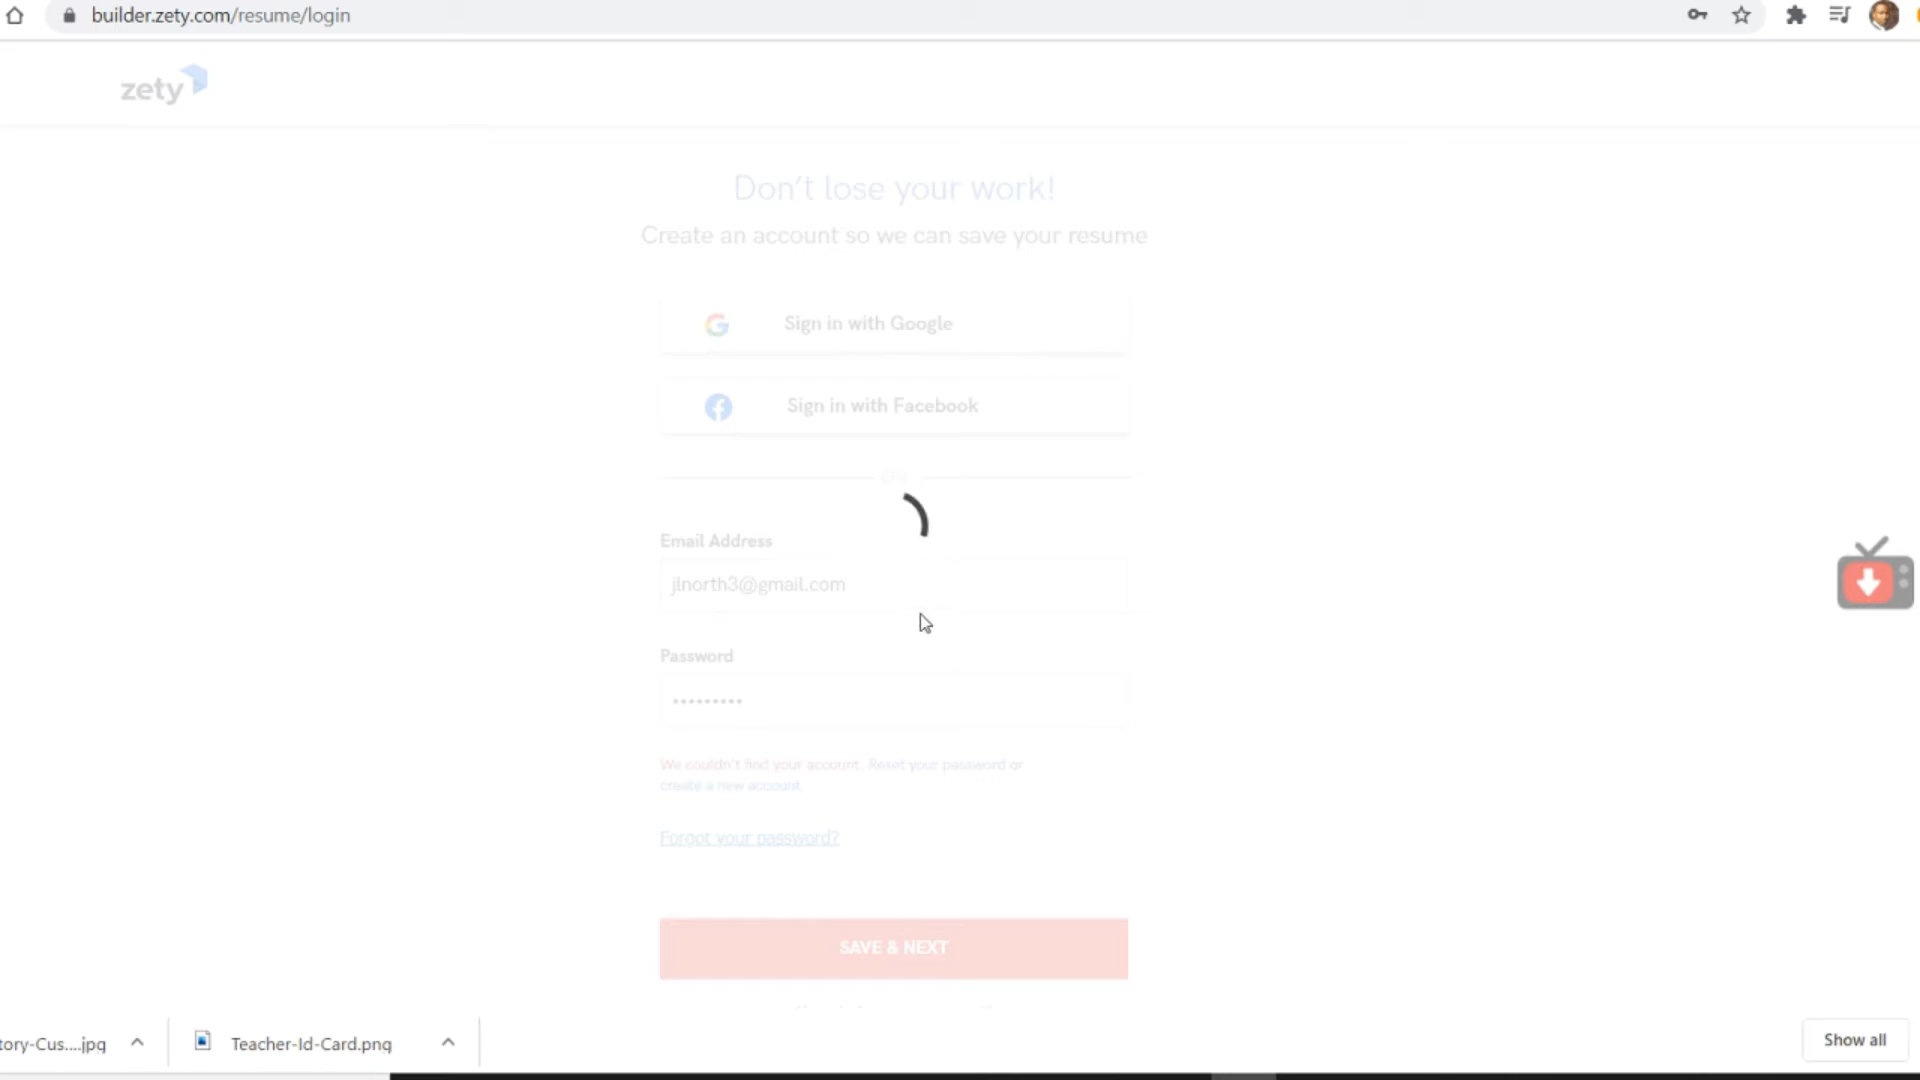 builder.zety.com/resume/login
zety
Don't lose your work!
Create an account so we can save your resume
Sign in with Google
Sign in with Facebook
OR
Email Address
jlnorth3@gmail.com
Password
•••••••••
We couldn't find your account. Reset your password or
create a new account.
Forgot your password?
SAVE & NEXT
tory-Cus....jpg
Teacher-Id-Card.png
Show all